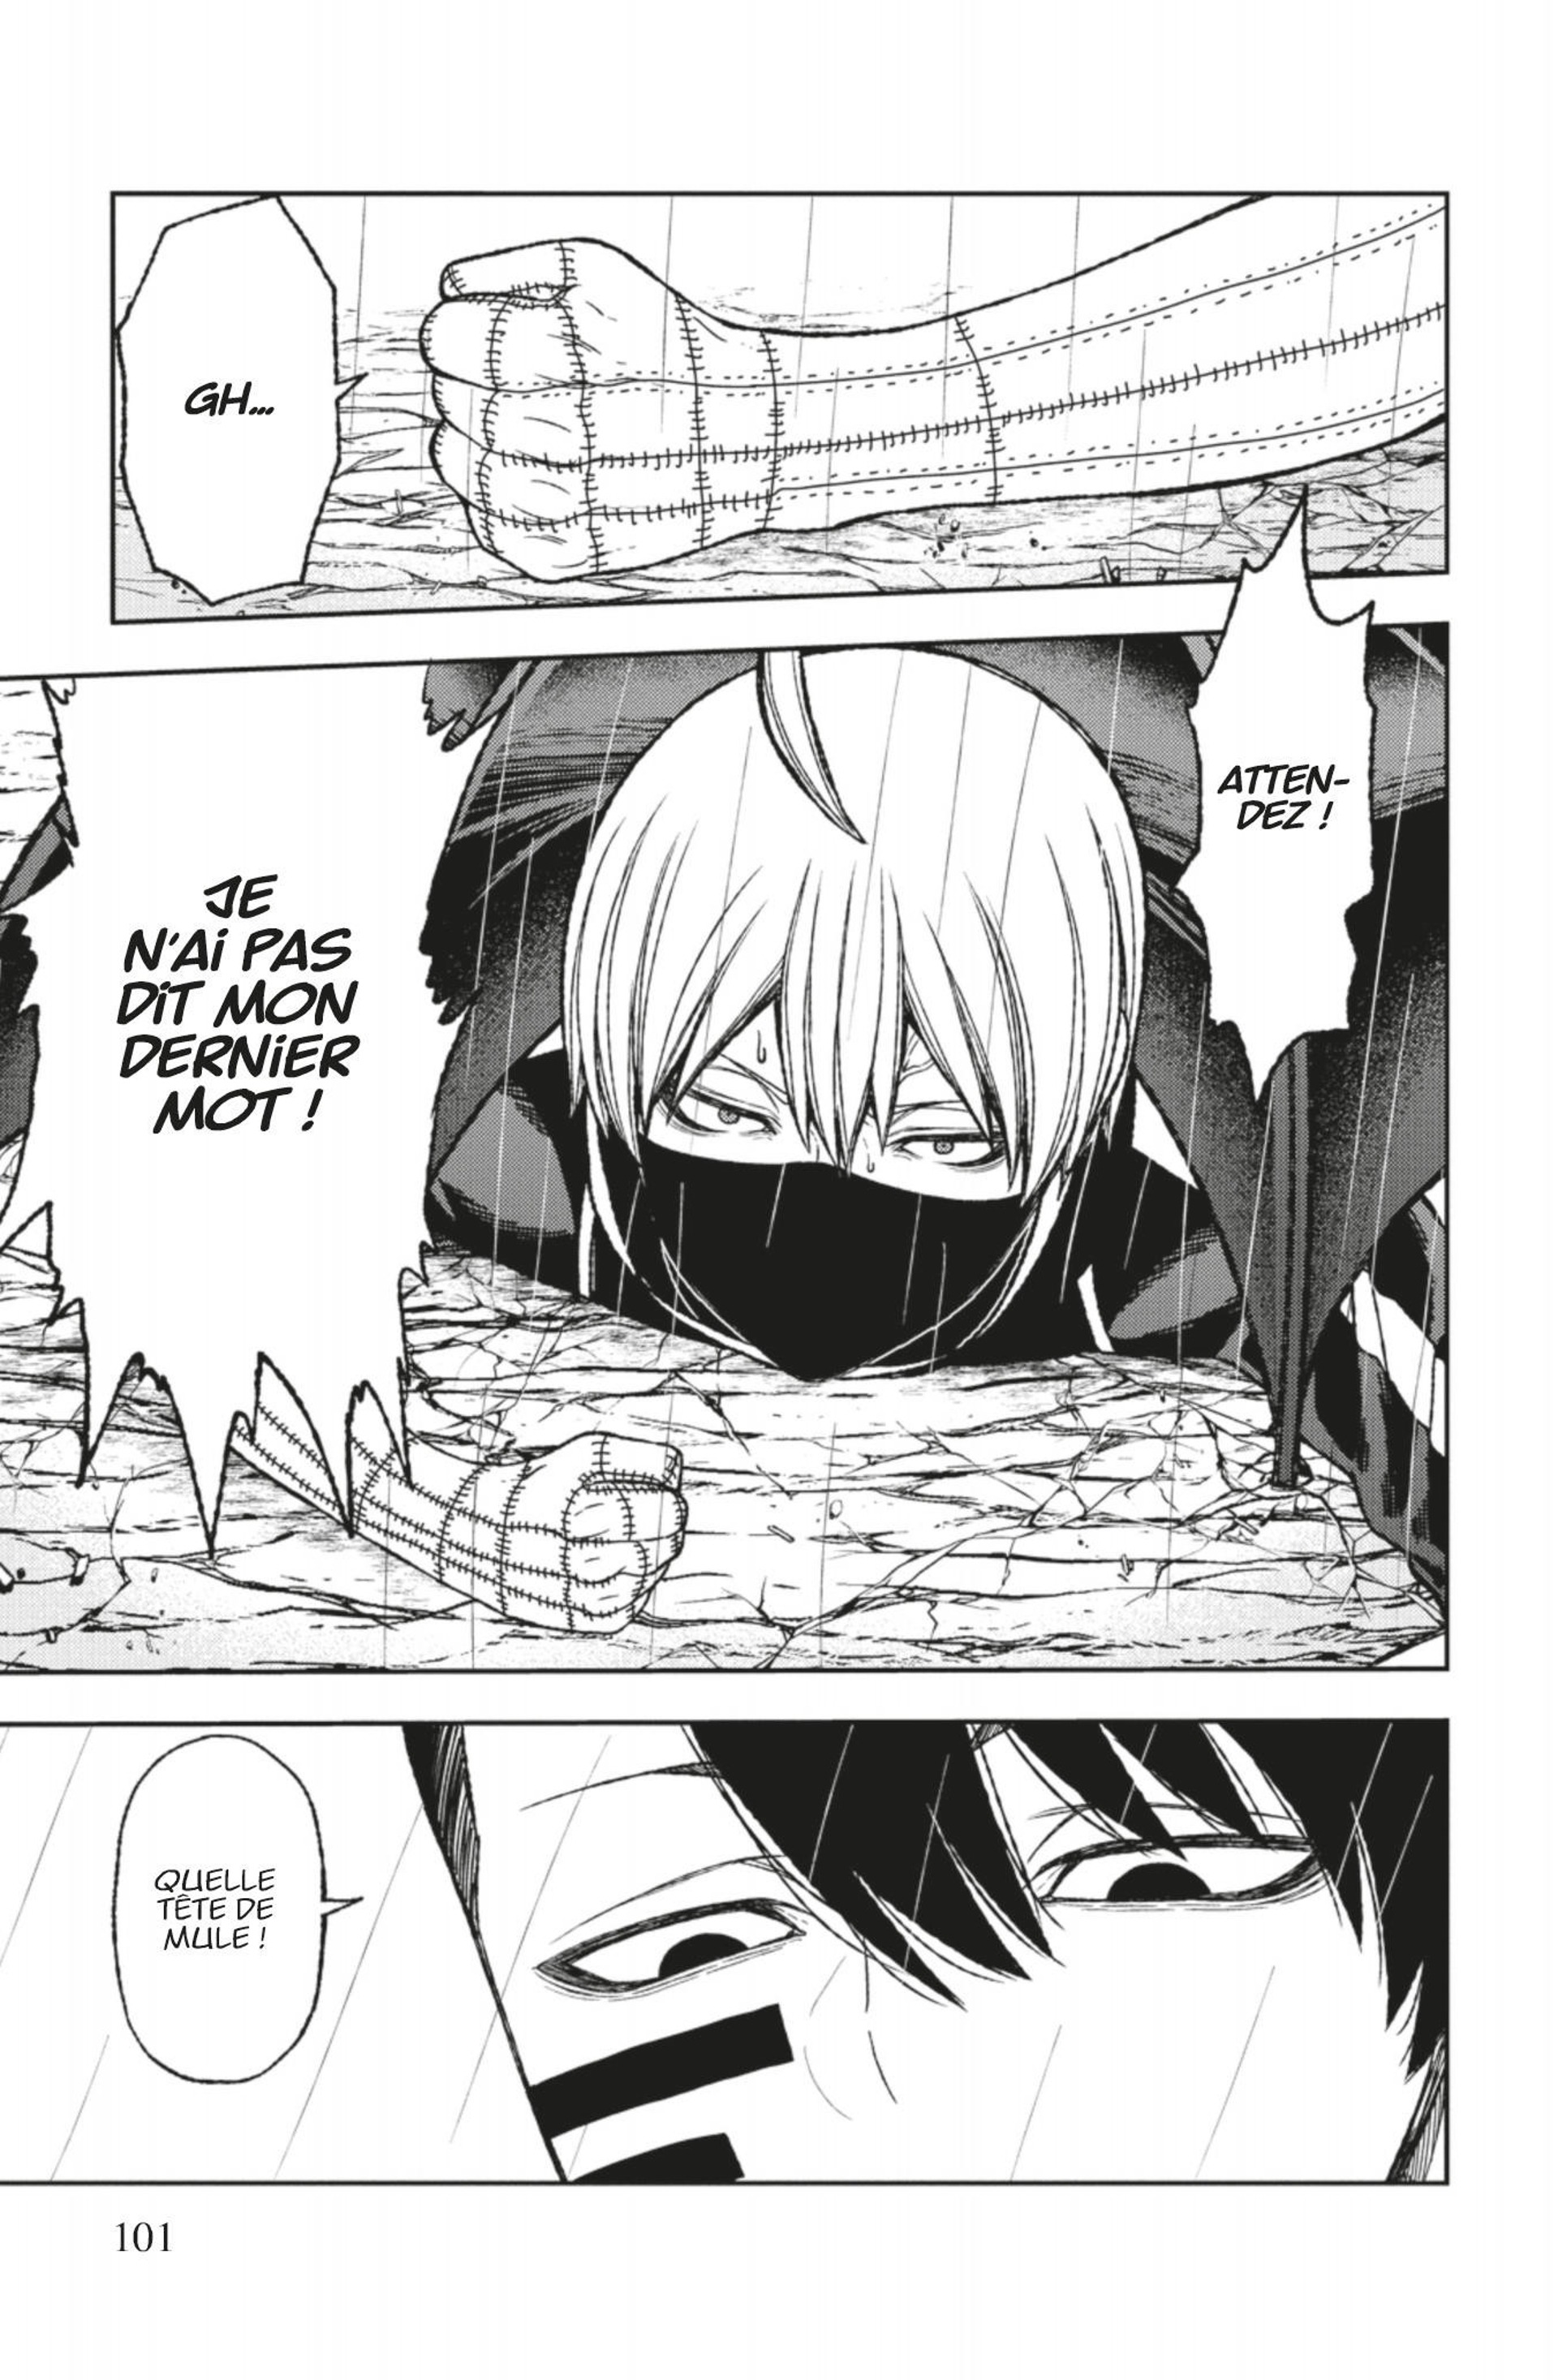 GH...
ATTEN-
DEZ !
JE
N'Ai PAS
DiT MON
DERNiER
MOT !
QUELLE
TÊTE DE
MULE !
101